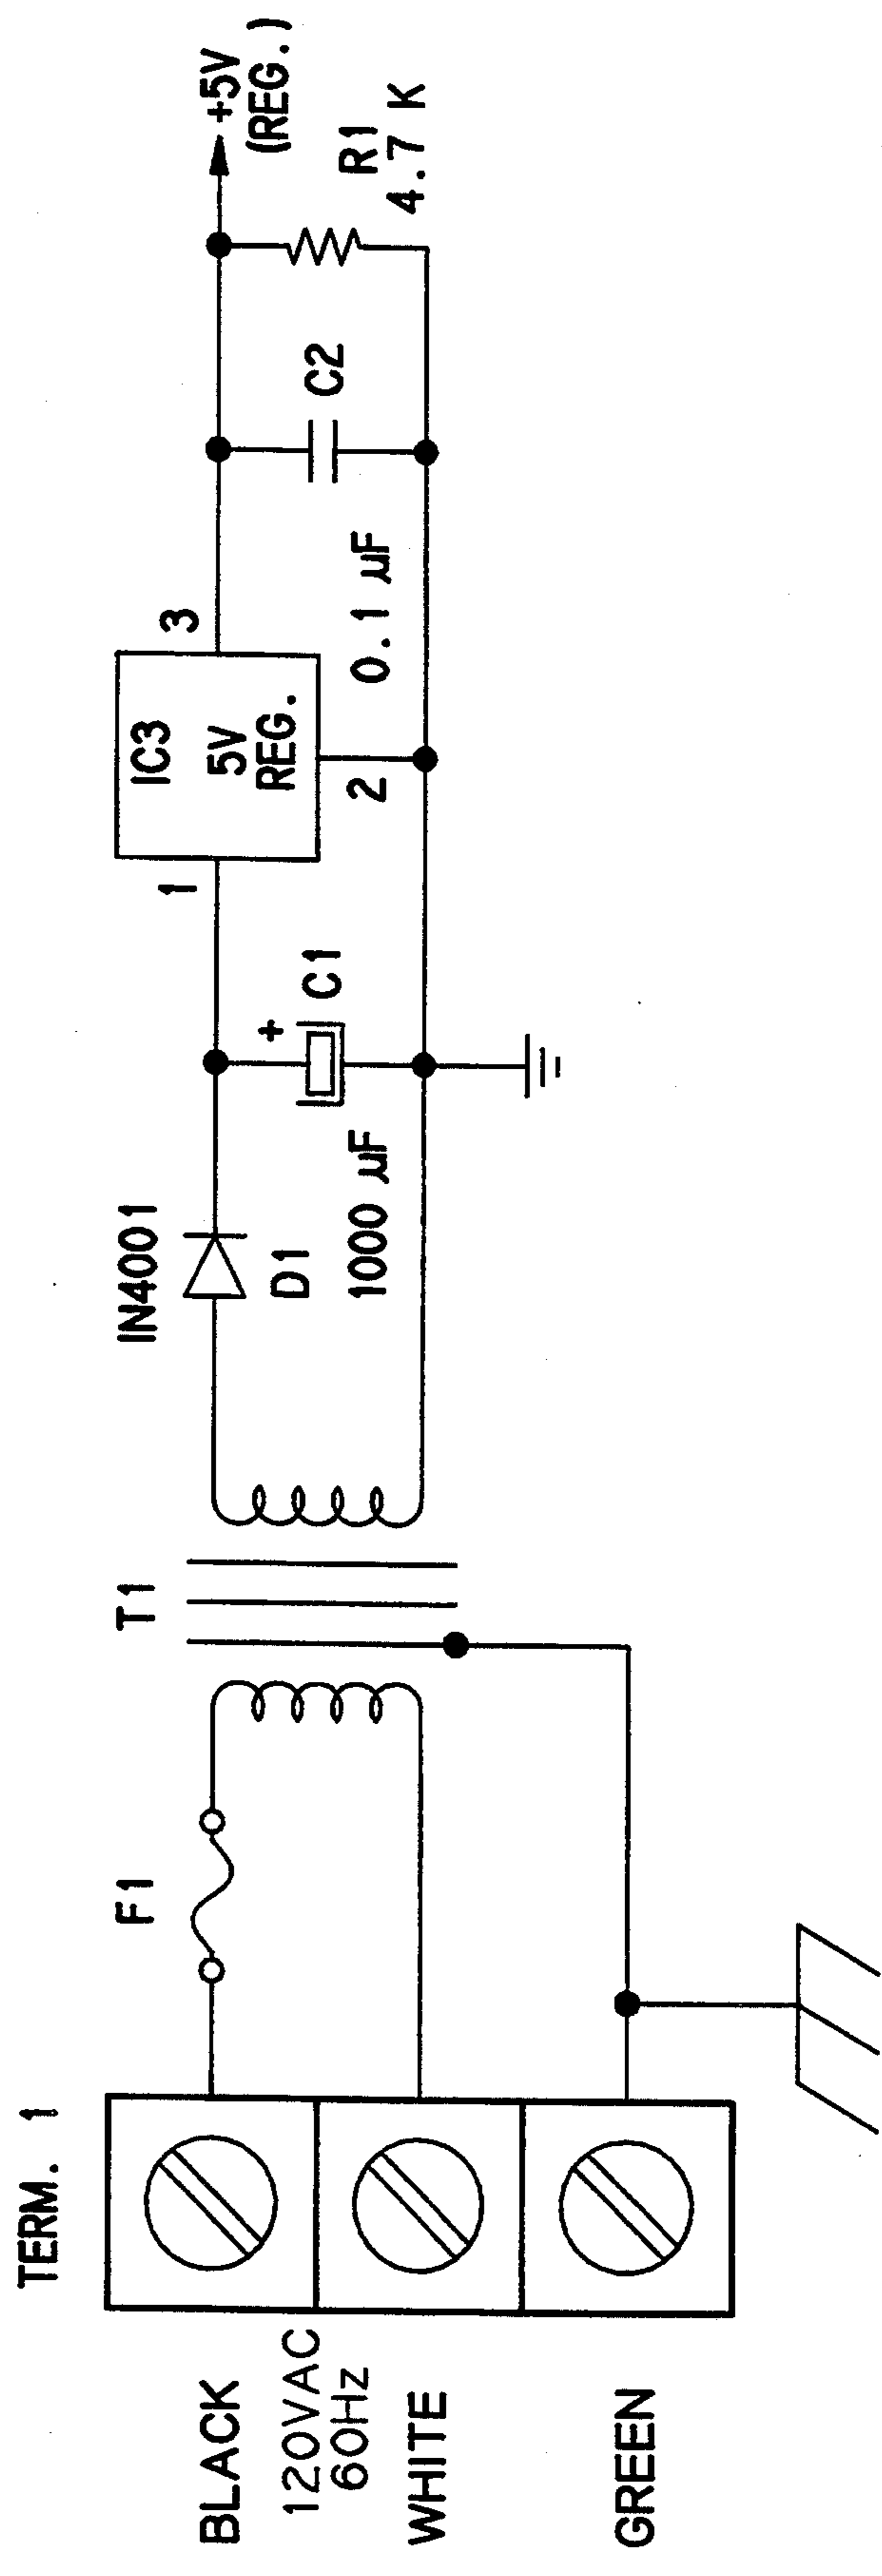 TERM. 1
BLACK
120VAC
60Hz
WHITE
GREEN
F1
T1
IN4001
D1
+
C1
1000 µF
1
IC3
5V
REG.
2
3
C2
0.1 µF
R1
4.7 K
+5V
(REG.)